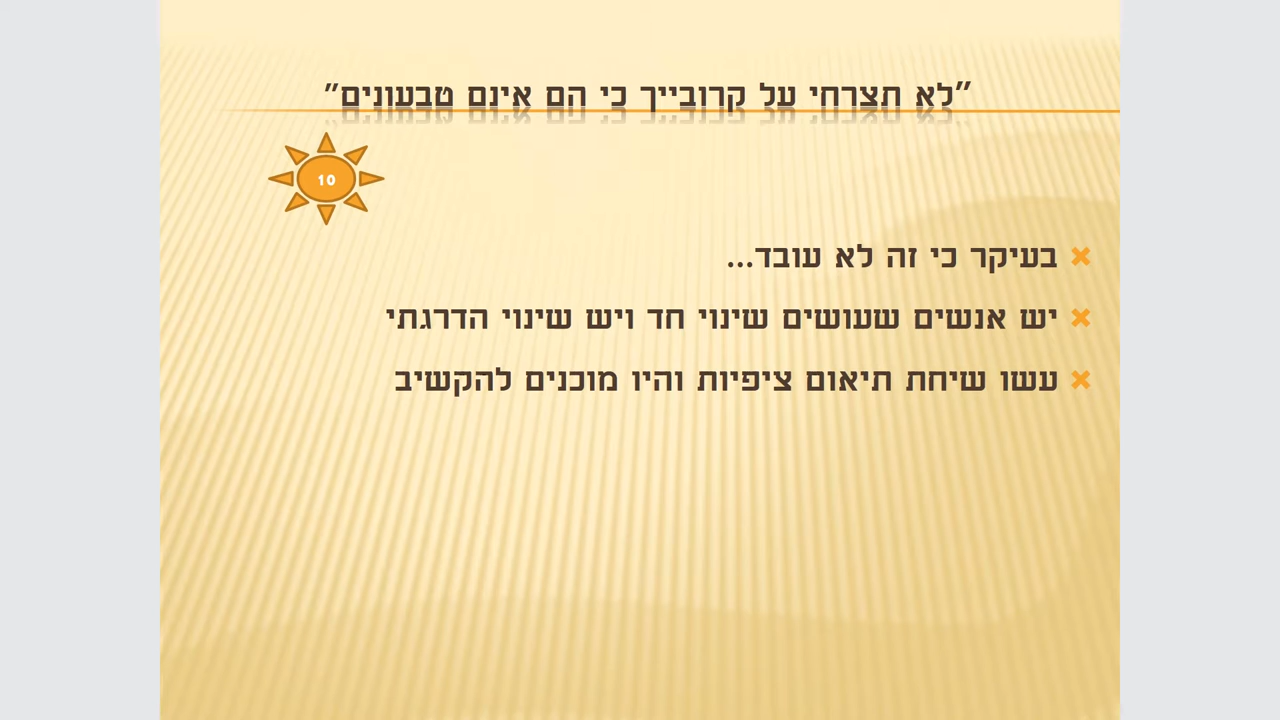 "לא תצרחי על קרובייך כי הם אינם טבעונים"
10
בעיקר כי זה לא עובד...
יש אנשים שעושים שינוי חד ויש שינוי הדרגתי
עשו שיחת תיאום ציפיות והיו מוכנים להקשיב